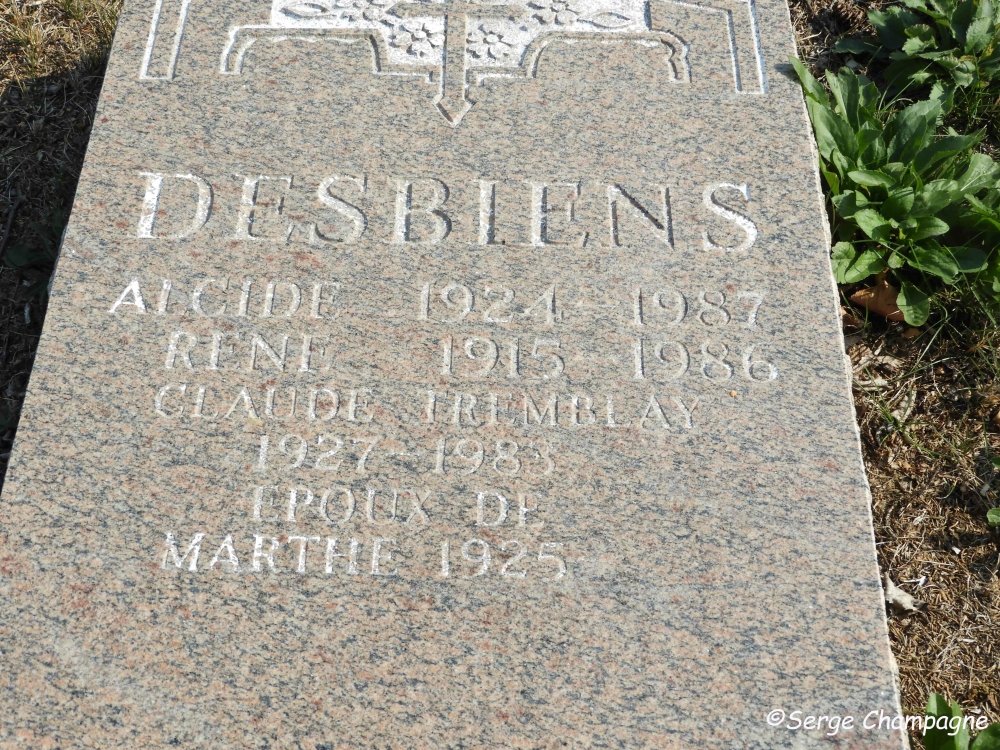 DESBIENS
ALCIDE 1924 - 1987
RENE 1915 - 1986
CLAUDE TREMBLAY
1927 - 1983
EPOUX DE
MARTHE 1925
©Serge Champagne